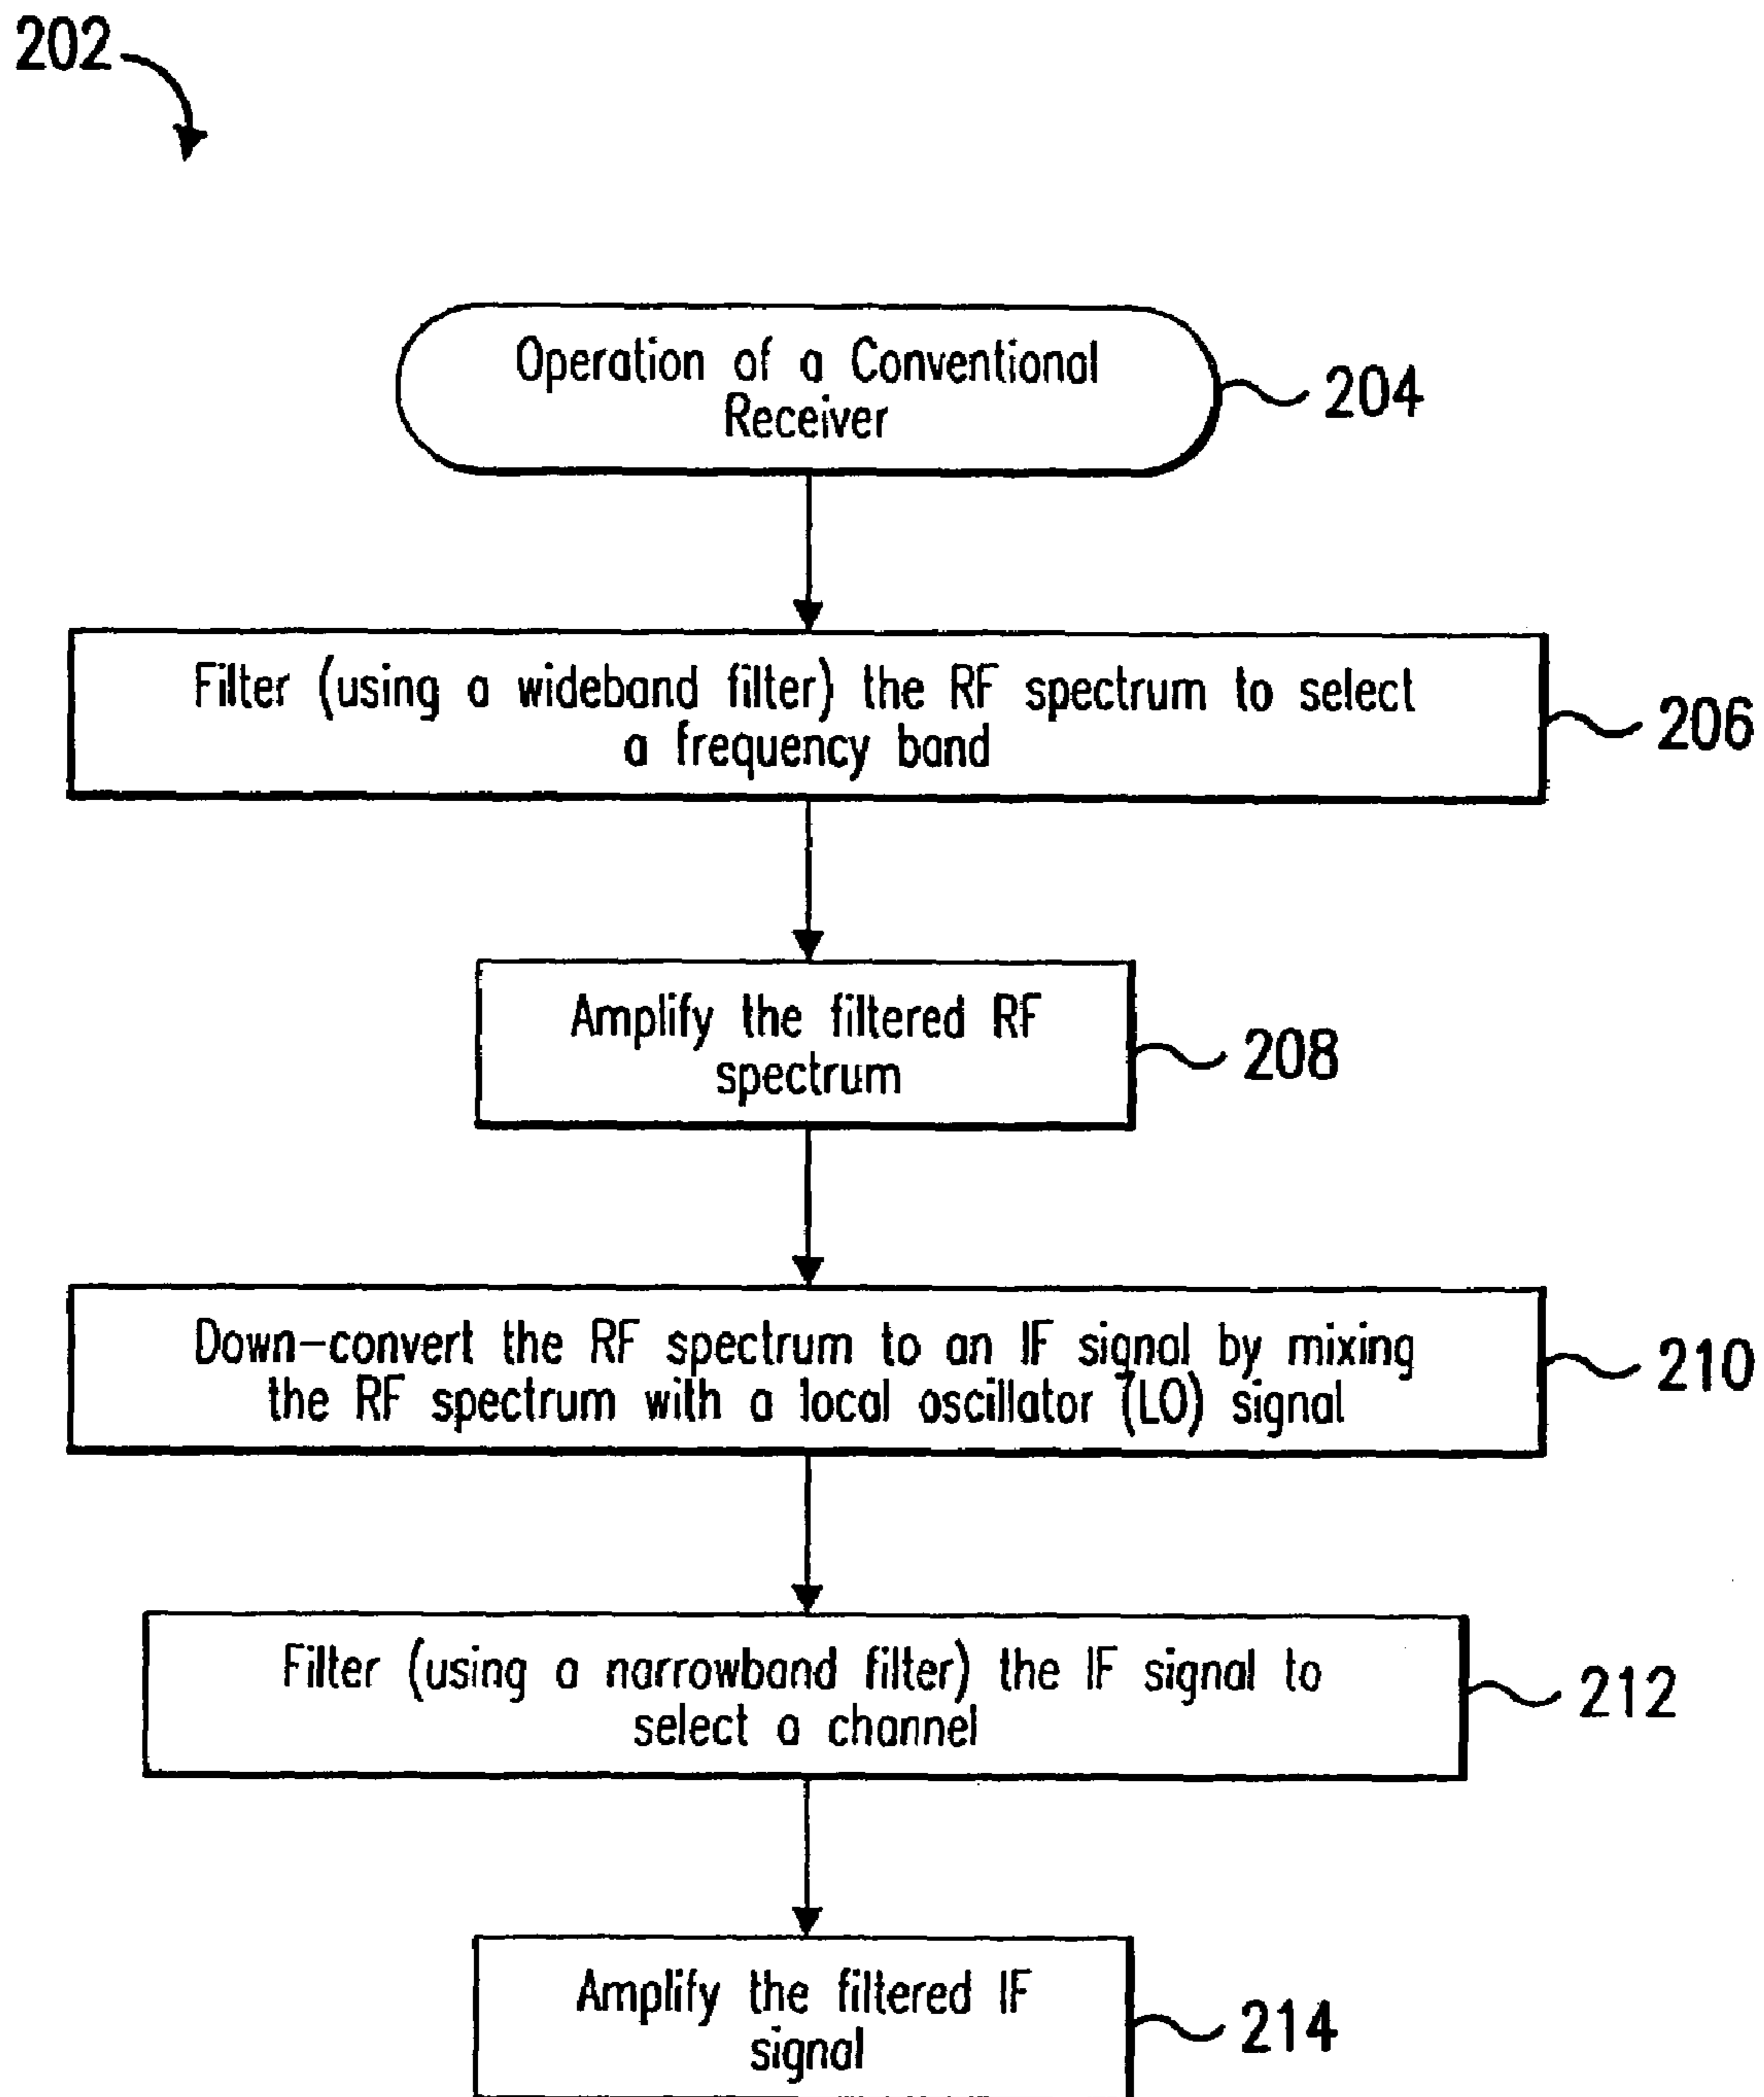 202
Operation of a Conventional
Receiver
204
Filter (using a wideband filter) the RF spectrum to select
a frequency band
206
Amplify the filtered RF
spectrum
208
Down-convert the RF spectrum to an IF signal by mixing
the RF spectrum with a local oscillator (LO) signal
210
Filter (using a narrowband filter) the IF signal to
select a channel
212
Amplify the filtered IF
signal
214